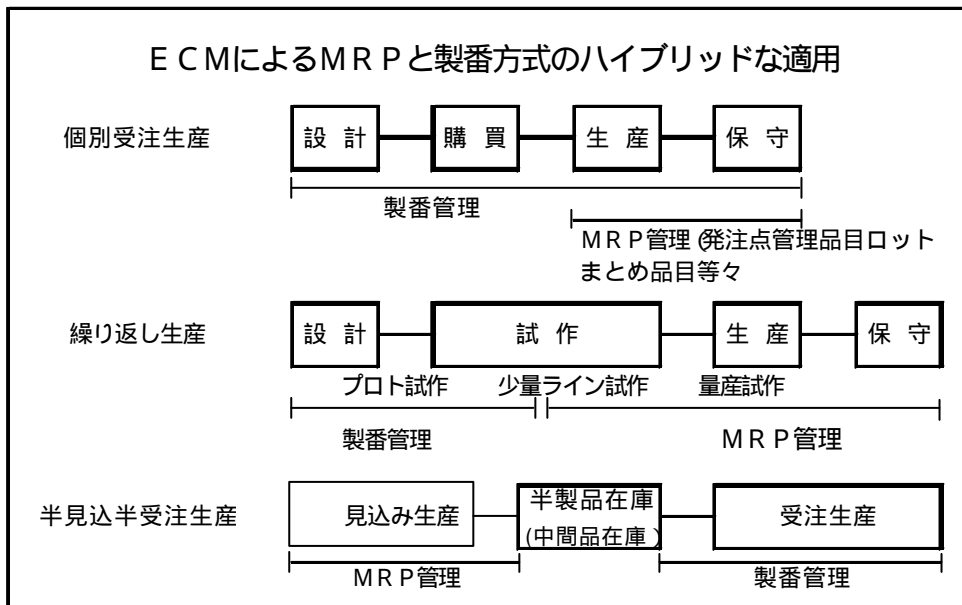 ＥＣＭによるＭＲＰと製番方式のハイブリッドな適用
個別受注生産
設計
購買
生産
保守
製番管理
ＭＲＰ管理(発注点管理品目ロット
まとめ品目等々
繰り返し生産
設計
試作
生産
保守
プロト試作
少量ライン試作
量産試作
製番管理
ＭＲＰ管理
半見込半受注生産
見込み生産
半製品在庫
(中間品在庫)
受注生産
ＭＲＰ管理
製番管理